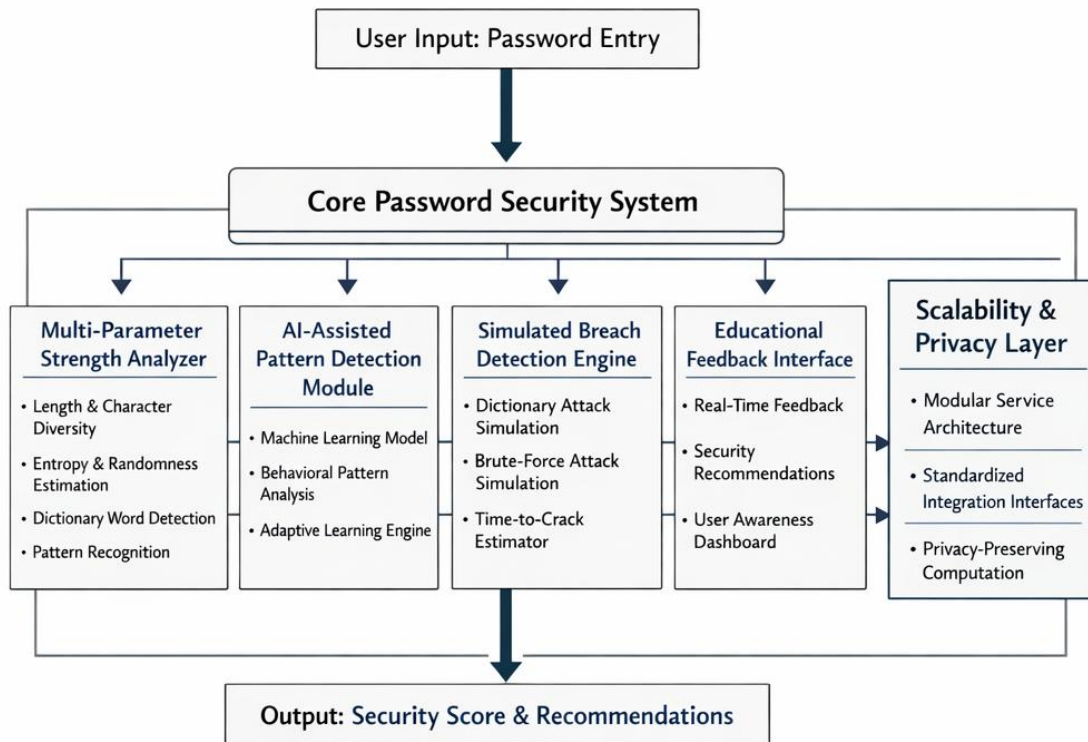 User Input: Password Entry
Core Password Security System
Multi-Parameter
Strength Analyzer
• Length & Character
Diversity
• Entropy & Randomness
Estimation
• Dictionary Word Detection
• Pattern Recognition
AI-Assisted
Pattern Detection
Module
• Machine Learning Model
• Behavioral Pattern
Analysis
• Adaptive Learning Engine
Simulated Breach
Detection Engine
• Dictionary Attack
Simulation
• Brute-Force Attack
Simulation
• Time-to-Crack
Estimator
Educational
Feedback Interface
• Real-Time Feedback
• Security
Recommendations
• User Awareness
Dashboard
Scalability &
Privacy Layer
• Modular Service
Architecture
• Standardized
Integration Interfaces
• Privacy-Preserving
Computation
Output: Security Score & Recommendations